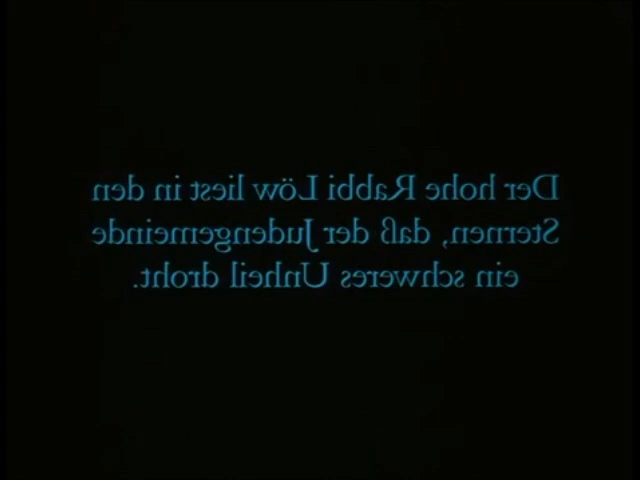 Der hohe Rabbi Löw liest in den
Sternen, daß der Judengemeinde
ein schweres Unheil droht.